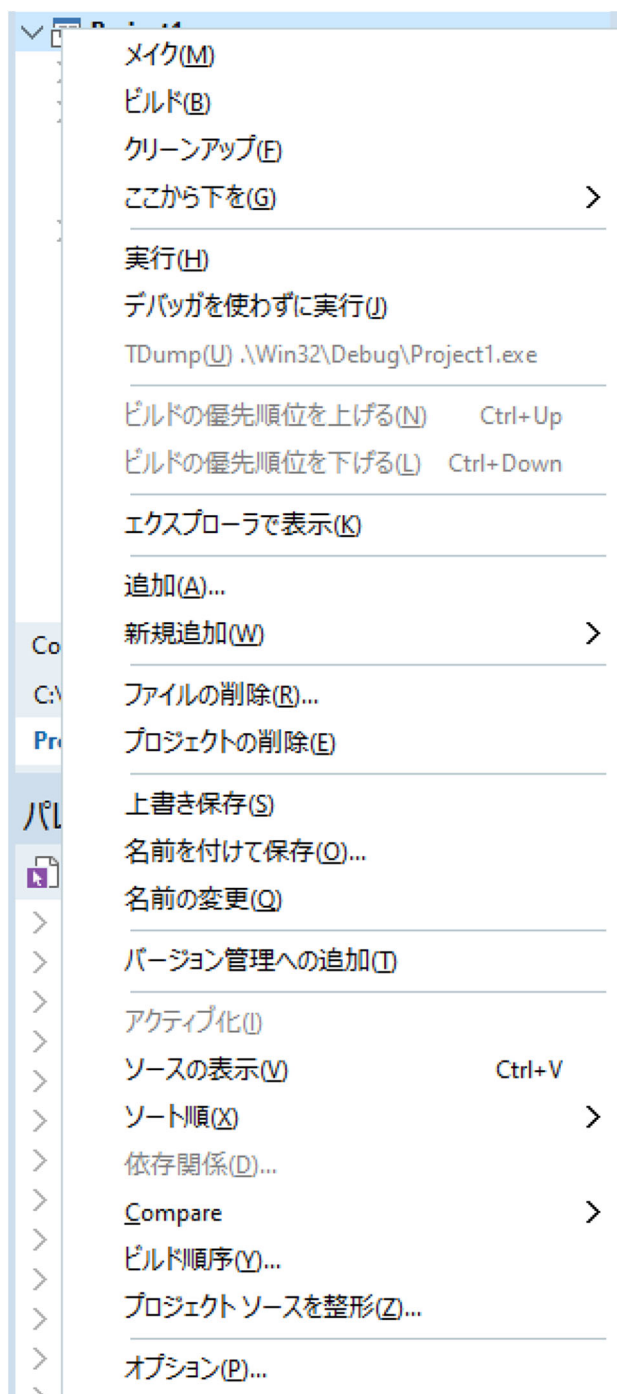 メイク(M)
ビルド(B)
クリーンアップ(F)
ここから下を(G)
実行(H)
デバッガを使わずに実行(J)
TDump(U) .\Win32\Debug\Project1.exe
ビルドの優先順位を上げる(N) Ctrl+Up
ビルドの優先順位を下げる(L) Ctrl+Down
エクスプローラで表示(K)
追加(A)...
新規追加(W)
Co
C:\
ファイルの削除(R)...
Pr
プロジェクトの削除(E)
上書き保存(S)
パ
名前を付けて保存(O)...
名前の変更(Q)
バージョン管理への追加(T)
アクティブ化(I)
ソースの表示(V) Ctrl+V
ソート順(X)
依存関係(D)...
Compare
ビルド順序(Y)...
プロジェクト ソースを整形(Z)...
オプション(P)...